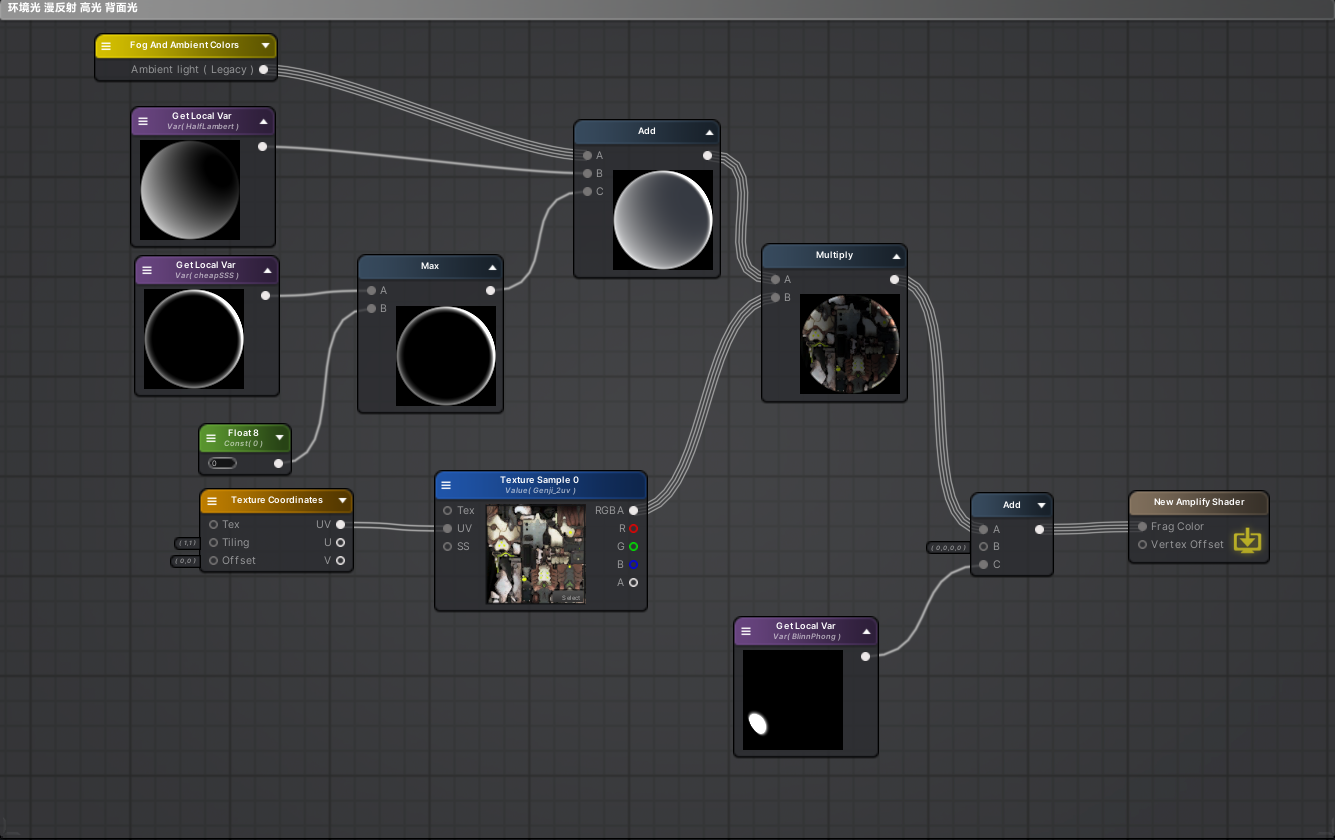 环境光 漫反射 高光 背面光
Fog And Ambient Colors
Ambient light ( Legacy )
Get Local Var
Var( HalfLambert )
Add
A
B
C
Get Local Var
Var( cheapSSS )
Max
A
B
Multiply
A
B
Float 8
Const( 0 )
0
Texture Coordinates
Tex
UV
( 1,1 )
Tiling
U
( 0,0 )
Offset
V
Texture Sample 0
Value( Genji_2uv )
Tex
RGBA
UV
R
SS
G
B
A
Select
Add
A
( 0,0,0,0 )
B
C
New Amplify Shader
Frag Color
Vertex Offset
Get Local Var
Var( BlinnPhong )